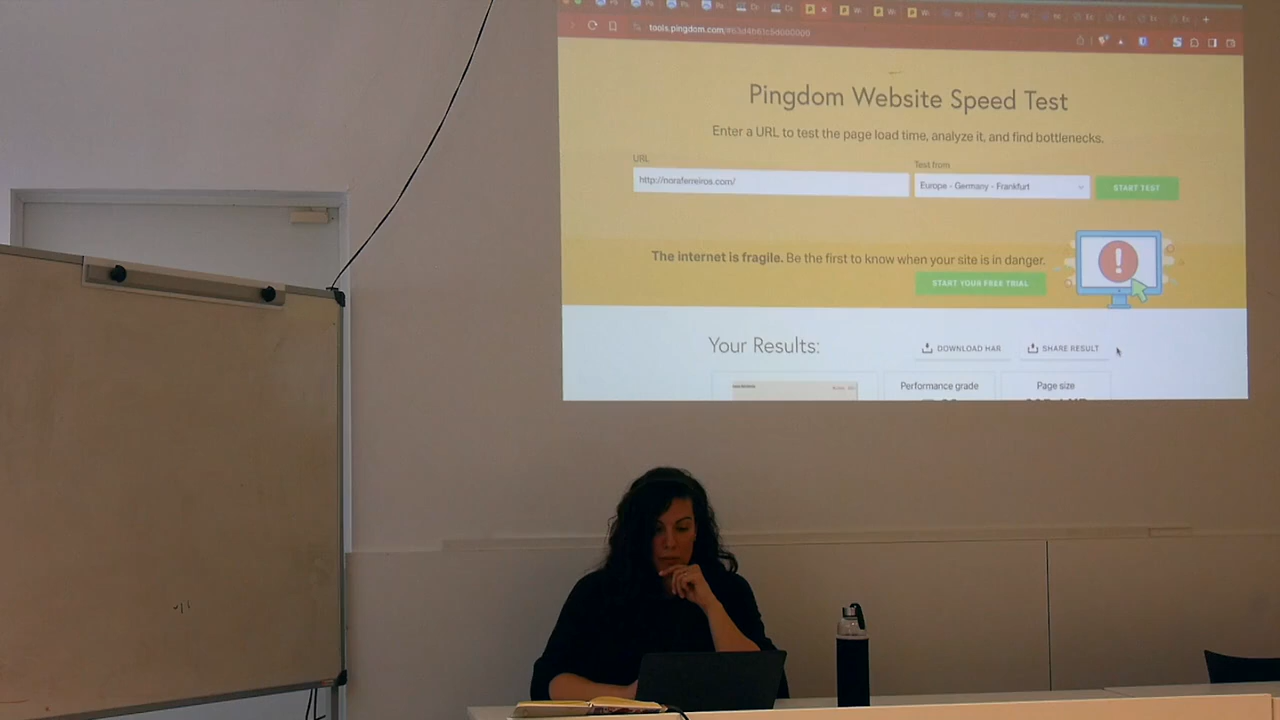 tools.pingdom.com/
Pingdom Website Speed Test
Enter a URL to test the page load time, analyze it, and find bottlenecks.
URL
Test from
http://noraferreiros.com/
Europe - Germany - Frankfurt
START TEST
The internet is fragile. Be the first to know when your site is in danger.
START YOUR FREE TRIAL
Your Results:
DOWNLOAD HAR
SHARE RESULT
Performance grade
Page size